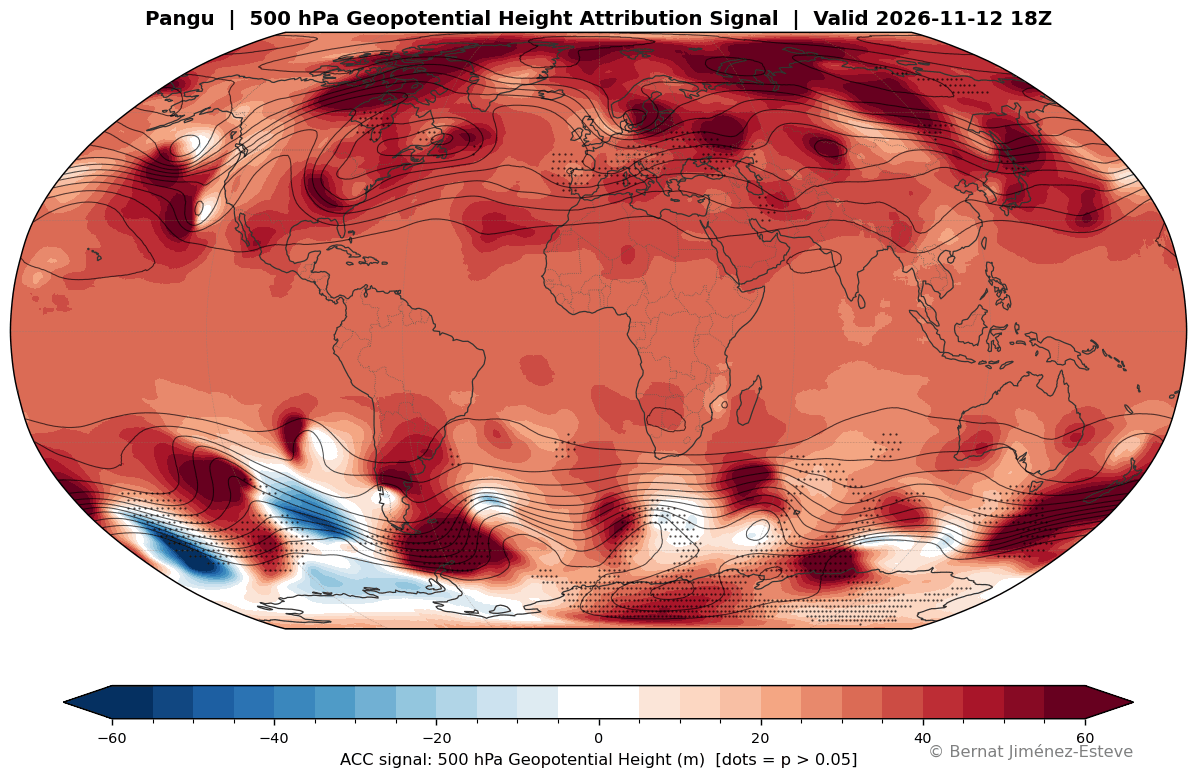 Pangu | 500 hPa Geopotential Height Attribution Signal | Valid 2026-11-12 18Z
−60 −40 −20 0 20 40 60
ACC signal: 500 hPa Geopotential Height (m) [dots = p > 0.05]
© Bernat Jiménez-Esteve